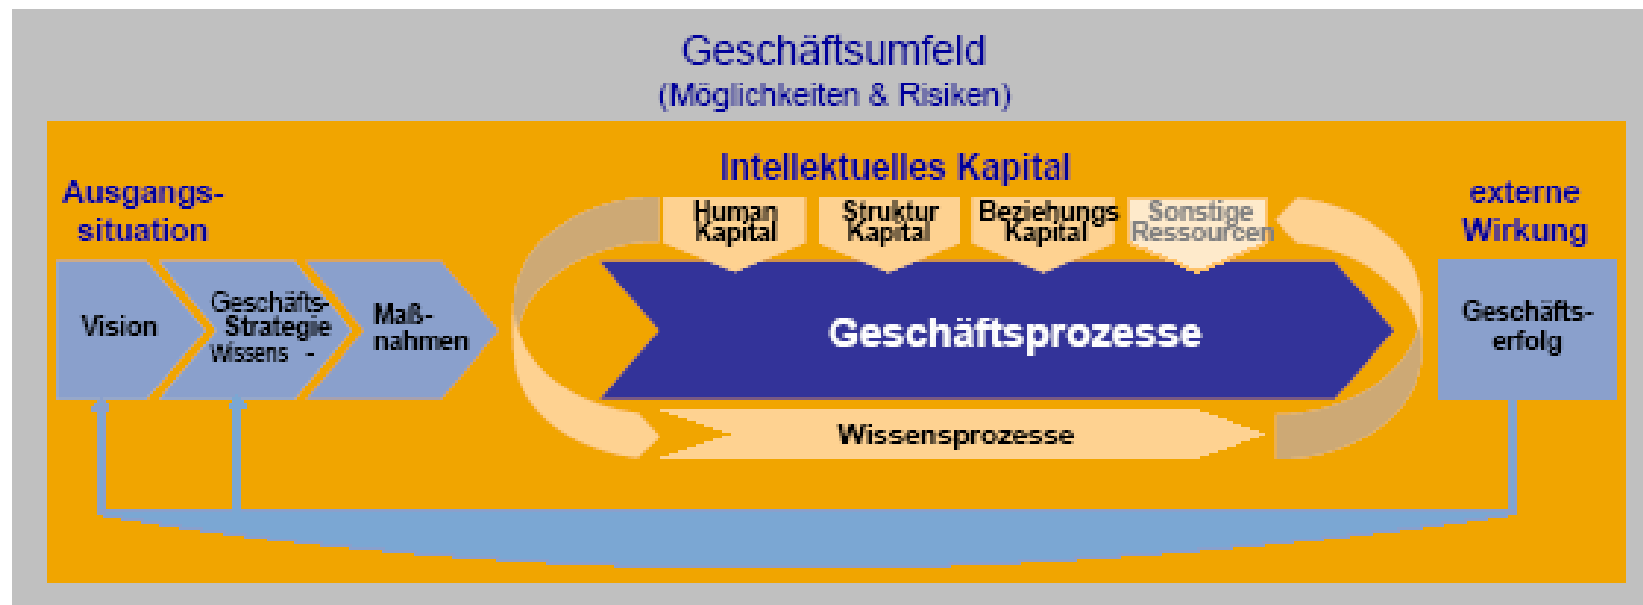 Geschäftsumfeld
(Möglichkeiten & Risiken)
Intellektuelles Kapital
Ausgangs-
situation
externe
Wirkung
Human
Kapital
Struktur
Kapital
Beziehungs
Kapital
Sonstige
Ressourcen
Vision
Geschäfts-
Strategie
Wissens -
Maß-
nahmen
Geschäftsprozesse
Geschäfts-
erfolg
Wissensprozesse